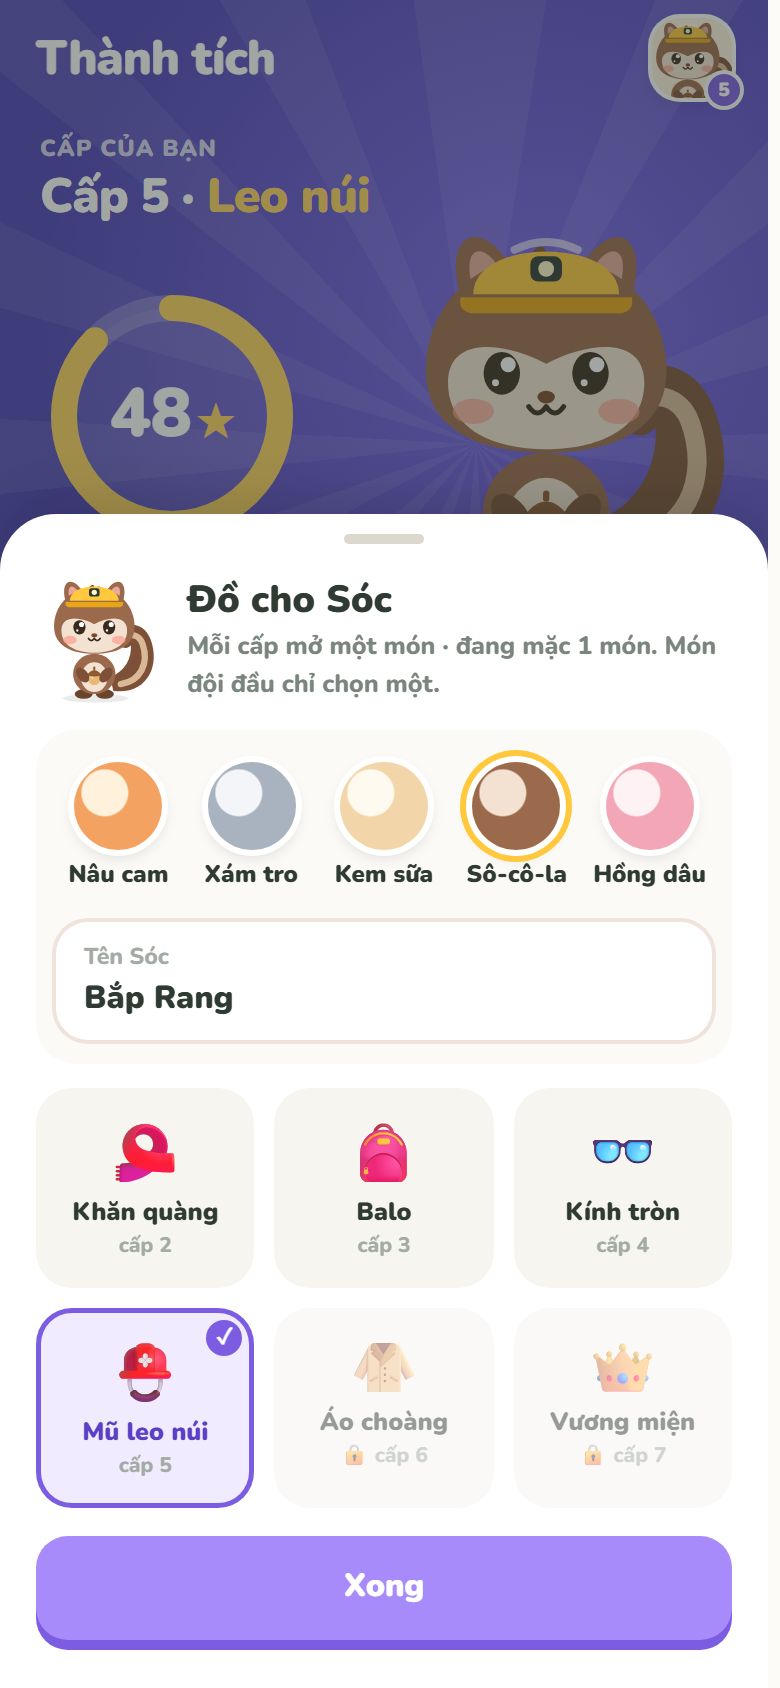 Thành tích
5
CẤP CỦA BẠN
Cấp 5 · Leo núi
48
Đồ cho Sóc
Mỗi cấp mở một món · đang mặc 1 món. Món
đội đầu chỉ chọn một.
Nâu cam Xám tro Kem sữa Sô-cô-la Hồng dâu
Tên Sóc
Bắp Rang
Khăn quàng Balo Kính tròn
cấp 2 cấp 3 cấp 4
Mũ leo núi Áo choàng Vương miện
cấp 5 cấp 6 cấp 7
Xong